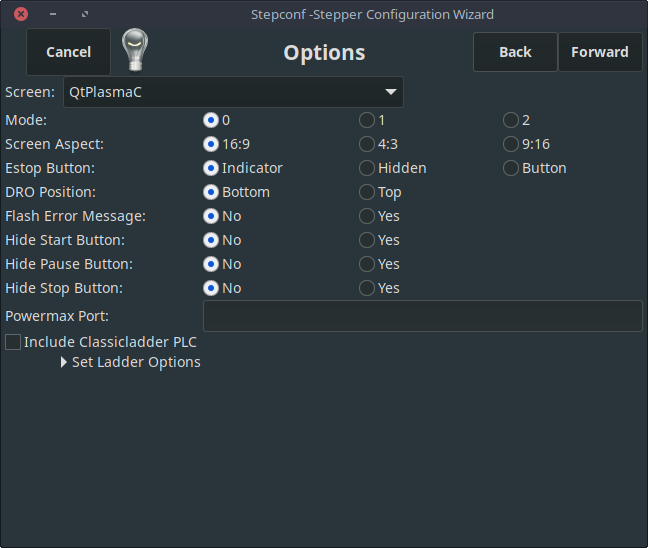 Stepconf -Stepper Configuration Wizard
Cancel Options Back Forward
Screen: QtPlasmaC
Mode: 0 1 2
Screen Aspect: 16:9 4:3 9:16
Estop Button: Indicator Hidden Button
DRO Position: Bottom Top
Flash Error Message: No Yes
Hide Start Button: No Yes
Hide Pause Button: No Yes
Hide Stop Button: No Yes
Powermax Port:
Include Classicladder PLC
Set Ladder Options